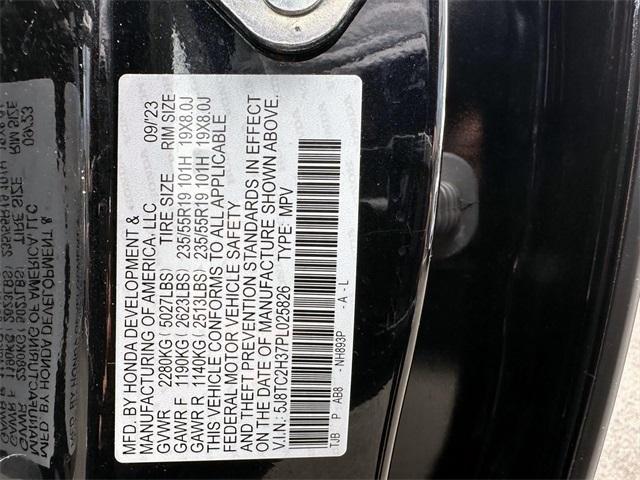 MFD. BY HONDA DEVELOPMENT &
MANUFACTURING OF AMERICA, LLC 09/'23
GVWR 2280KG ( 5027LBS) TIRE SIZE RIM SIZE
GAWR F 1190KG ( 2623LBS) 235/55R19 101H 19X8.0J
GAWR R 1140KG ( 2513LBS) 235/55R19 101H 19X8.0J
THIS VEHICLE CONFORMS TO ALL APPLICABLE
FEDERAL MOTOR VEHICLE SAFETY
AND THEFT PREVENTION STANDARDS IN EFFECT
ON THE DATE OF MANUFACTURE SHOWN ABOVE.
V.I.N.: 5J8TC2H37PL025826 TYPE: MPV
TJB P AB8 - NH893P - A - L